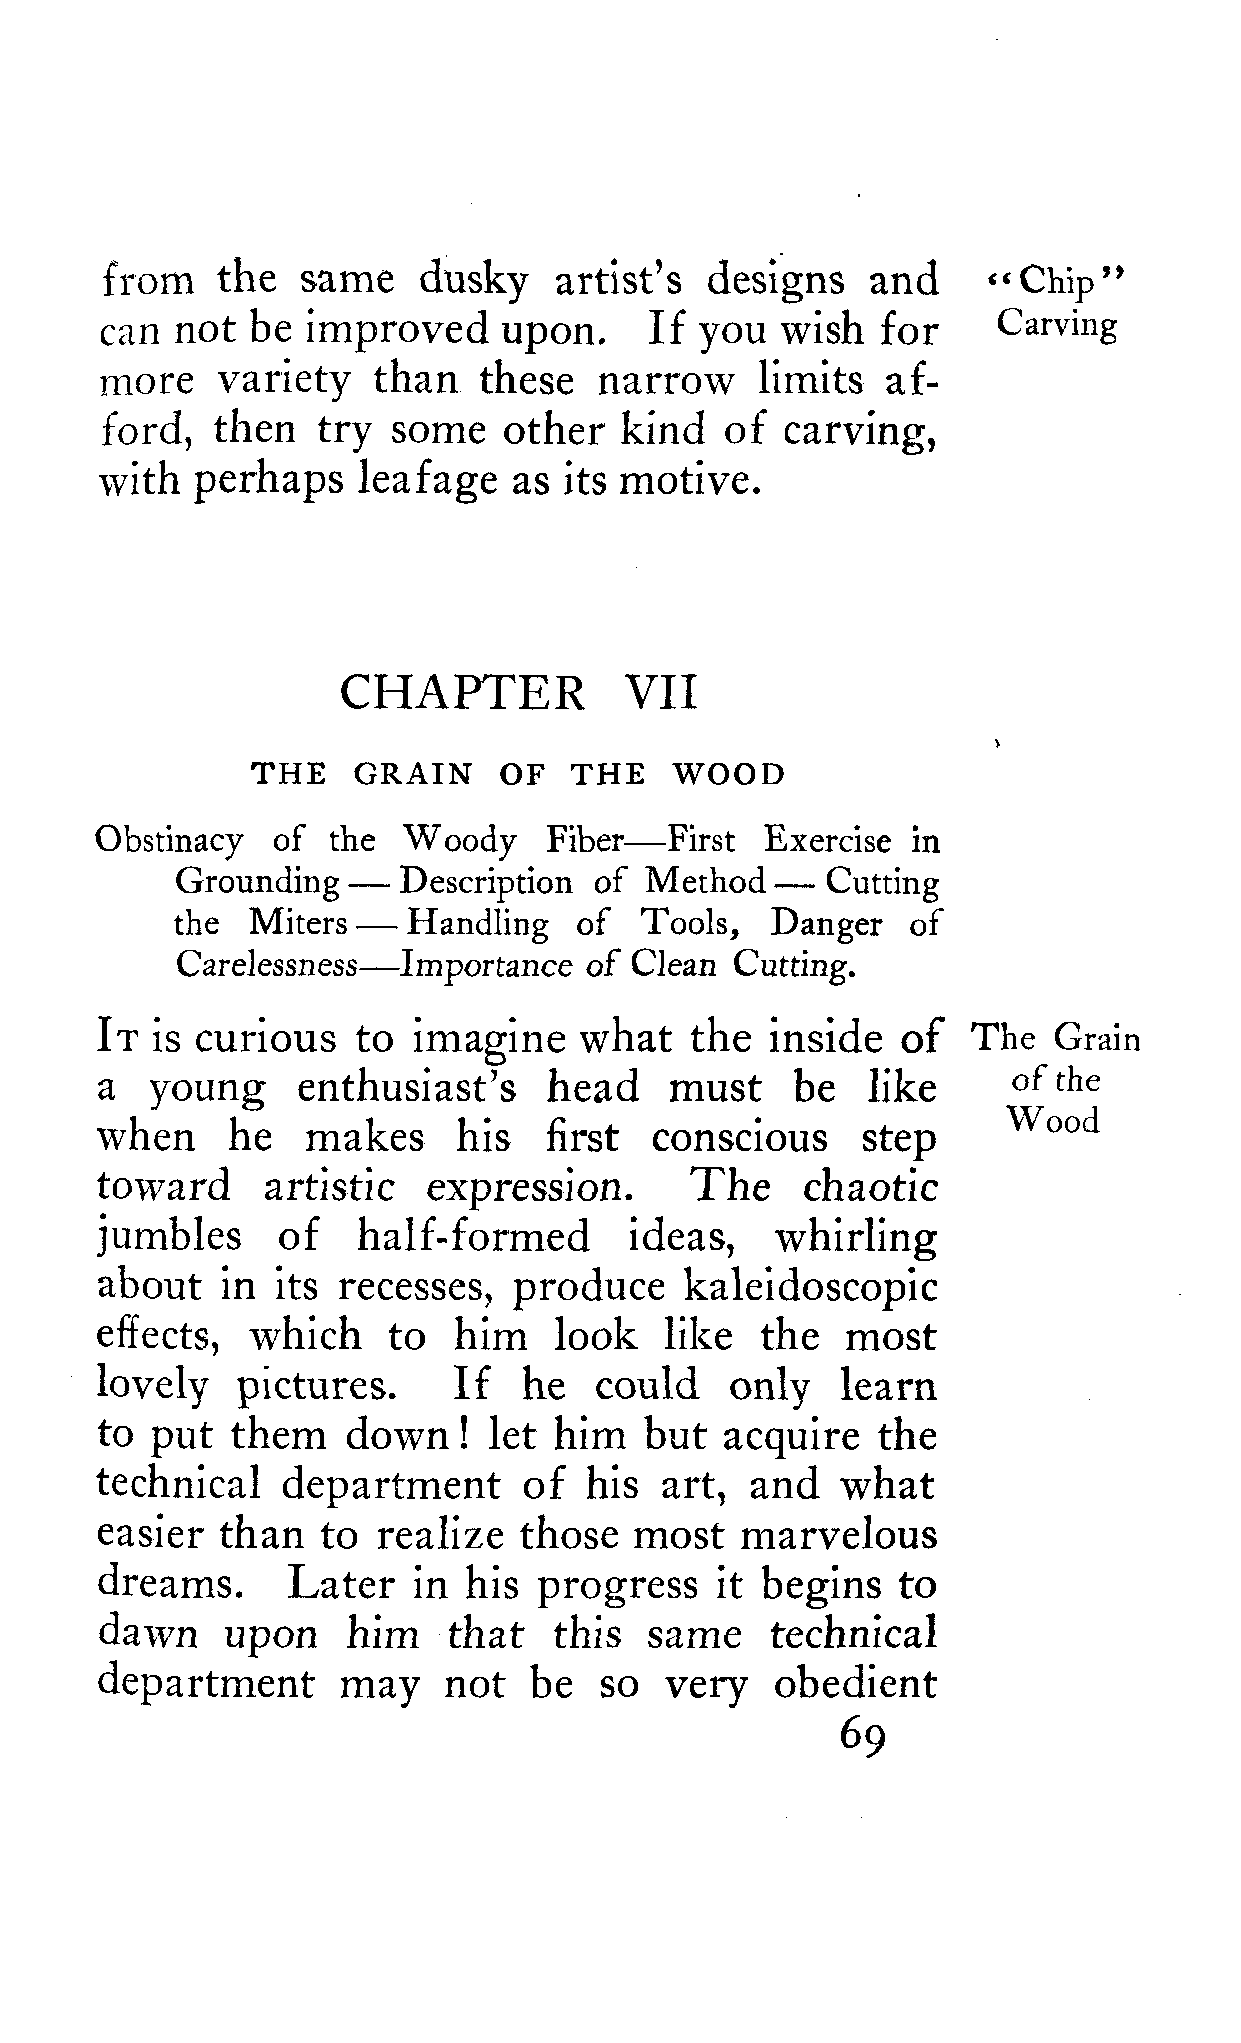 from the same dusky artist's designs and
can not be improved upon. If you wish for
more variety than these narrow limits af-
ford, then try some other kind of carving,
with perhaps leafage as its motive.
"Chip"
Carving
CHAPTER VII
THE GRAIN OF THE WOOD
Obstinacy of the Woody Fiber—First Exercise in
Grounding — Description of Method — Cutting
the Miters — Handling of Tools, Danger of
Carelessness—Importance of Clean Cutting.
IT is curious to imagine what the inside of
a young enthusiast's head must be like
when he makes his first conscious step
toward artistic expression. The chaotic
jumbles of half-formed ideas, whirling
about in its recesses, produce kaleidoscopic
effects, which to him look like the most
lovely pictures. If he could only learn
to put them down! let him but acquire the
technical department of his art, and what
easier than to realize those most marvelous
dreams. Later in his progress it begins to
dawn upon him that this same technical
department may not be so very obedient
The Grain
of the
Wood
69